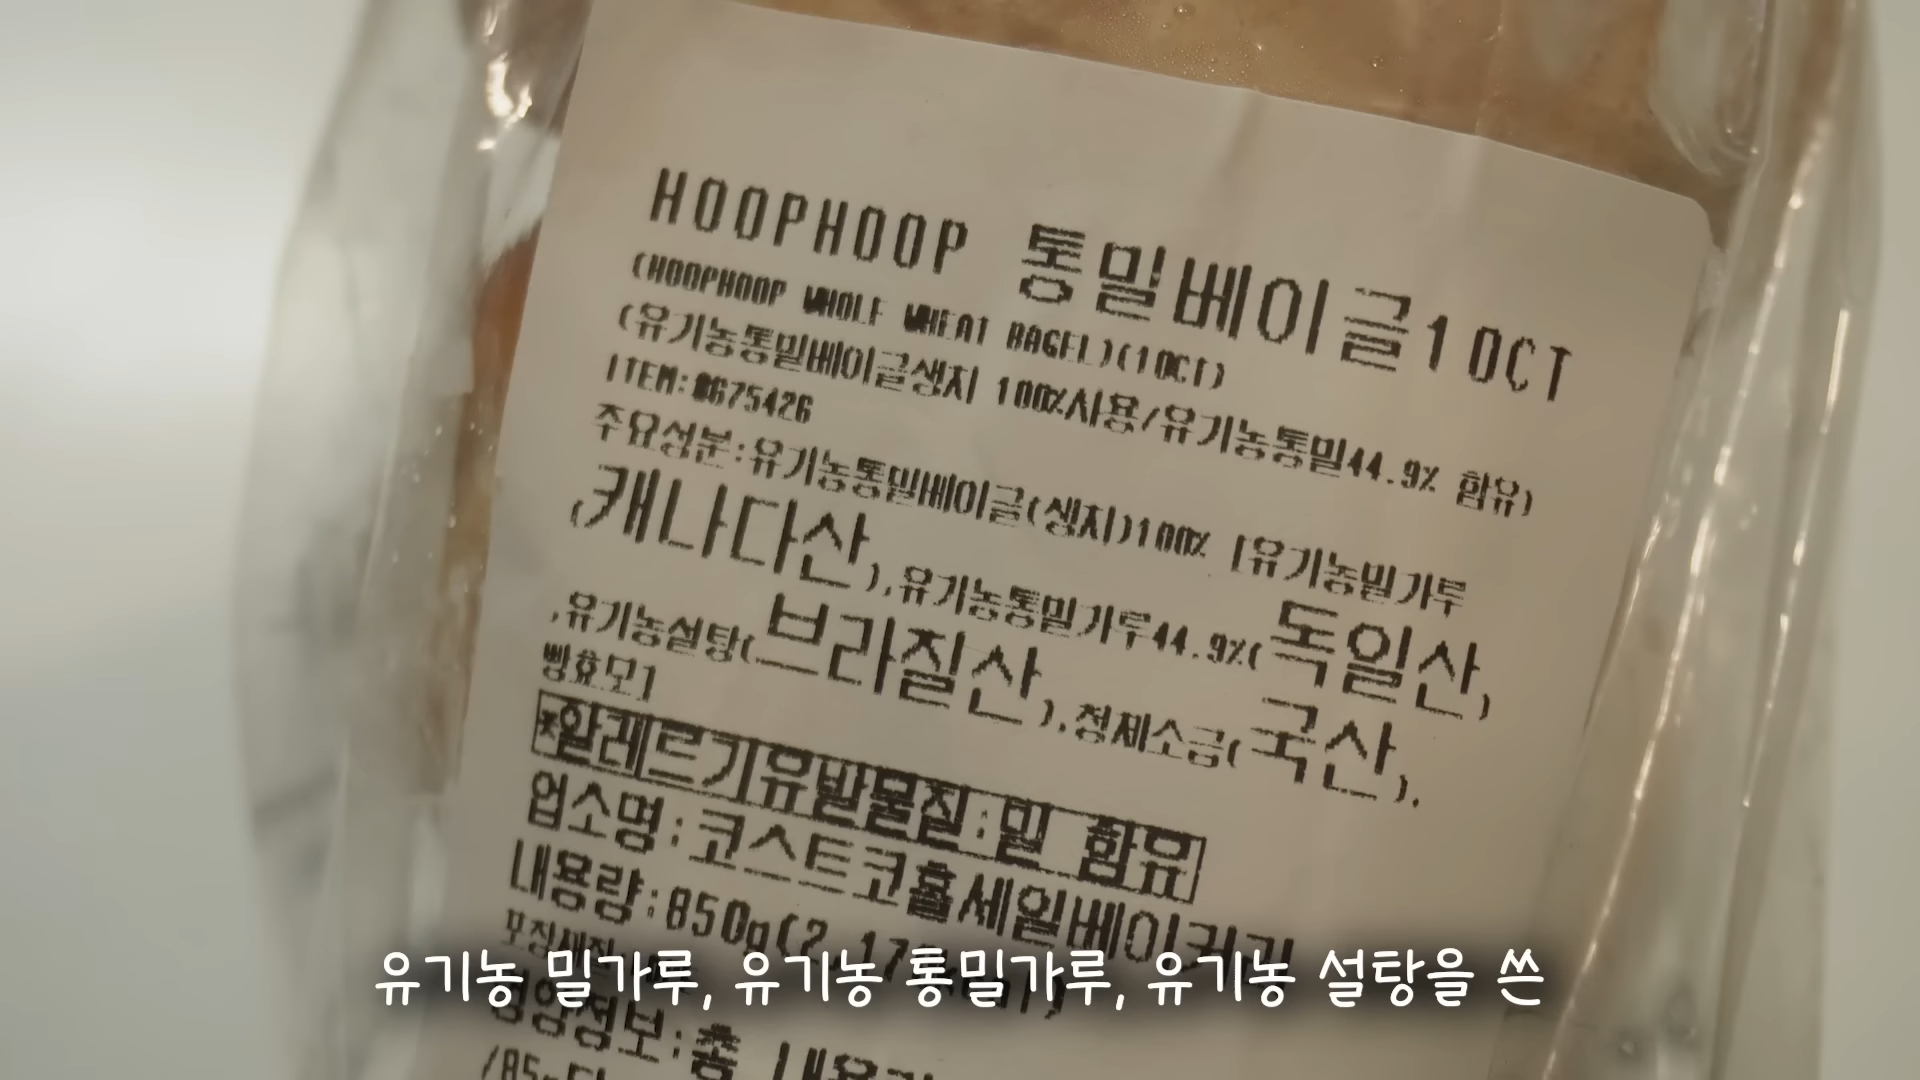 HOOPHOOP 통밀베이글10CT
(HOOPHOOP WHOLE WHEAT BAGEL)(10CT)
(유기농통밀베이글생지 100%사용/유기농통밀44.9% 함유)
ITEM:#675426
주요성분:유기농통밀베이글(생지)100% [유기농밀가루
(캐나다산),유기농통밀가루44.9%(독일산)
,유기농설탕(브라질산),정제소금(국산),
빵효모]
*알레르기유발물질:밀 함유
업소명:코스트코홀세일베이커리
내용량:850g(2,17
영양정보:총 내용량
유기농 밀가루, 유기농 통밀가루, 유기농 설탕을 쓴